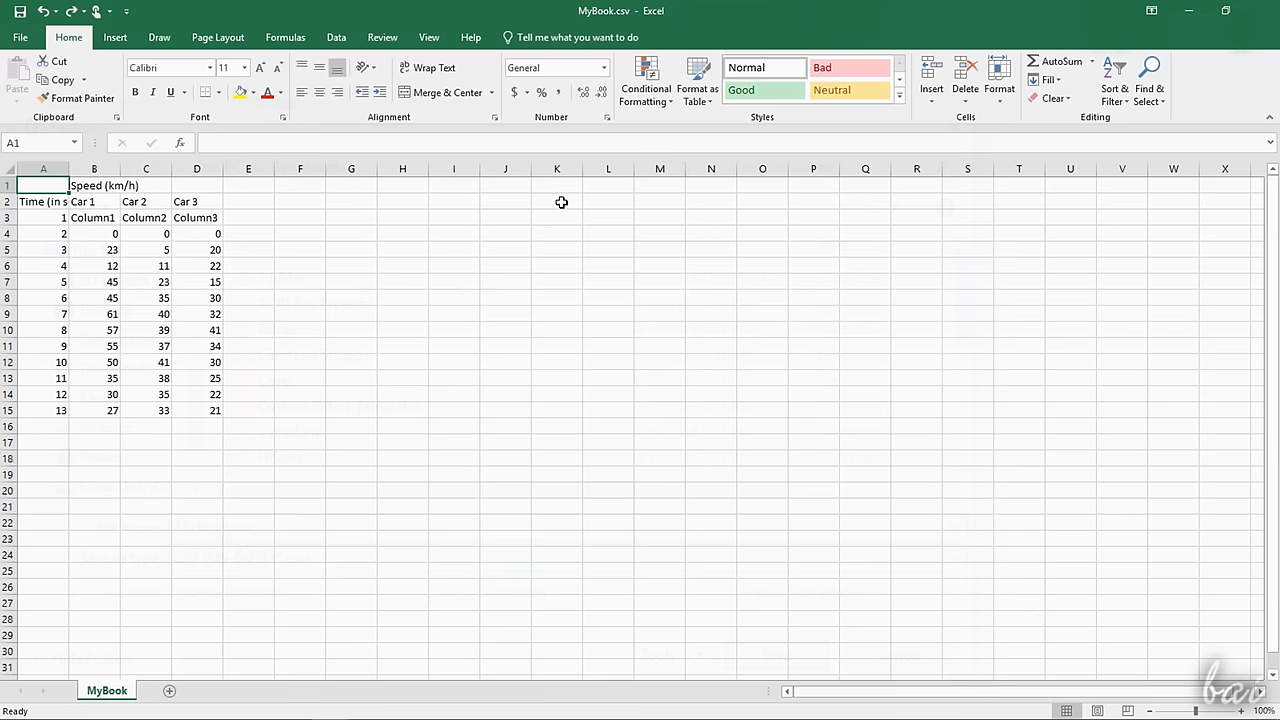 MyBook.csv - Excel
File Home Insert Draw Page Layout Formulas Data Review View Help Tell me what you want to do
Paste
Cut
Copy
Format Painter
Clipboard
Calibri 11
B I U A
Font
Wrap Text
Merge & Center
Alignment
General
$ % ,
Number
Conditional Formatting
Format as Table
Normal Bad
Good Neutral
Styles
Insert Delete Format
Cells
AutoSum
Fill
Clear
Sort & Filter
Find & Select
Editing
A1 fx
A B C D E F G H I J K L M N O P Q R S T U V W X
1 Speed (km/h)
2 Time (in s Car 1 Car 2 Car 3
3 1 Column1 Column2 Column3
4 2 0 0 0
5 3 23 5 20
6 4 12 11 22
7 5 45 23 15
8 6 45 35 30
9 7 61 40 32
10 8 57 39 41
11 9 55 37 34
12 10 50 41 30
13 11 35 38 25
14 12 30 35 22
15 13 27 33 21
16
17
18
19
20
21
22
23
24
25
26
27
28
29
30
31
MyBook
Ready 100%
bai